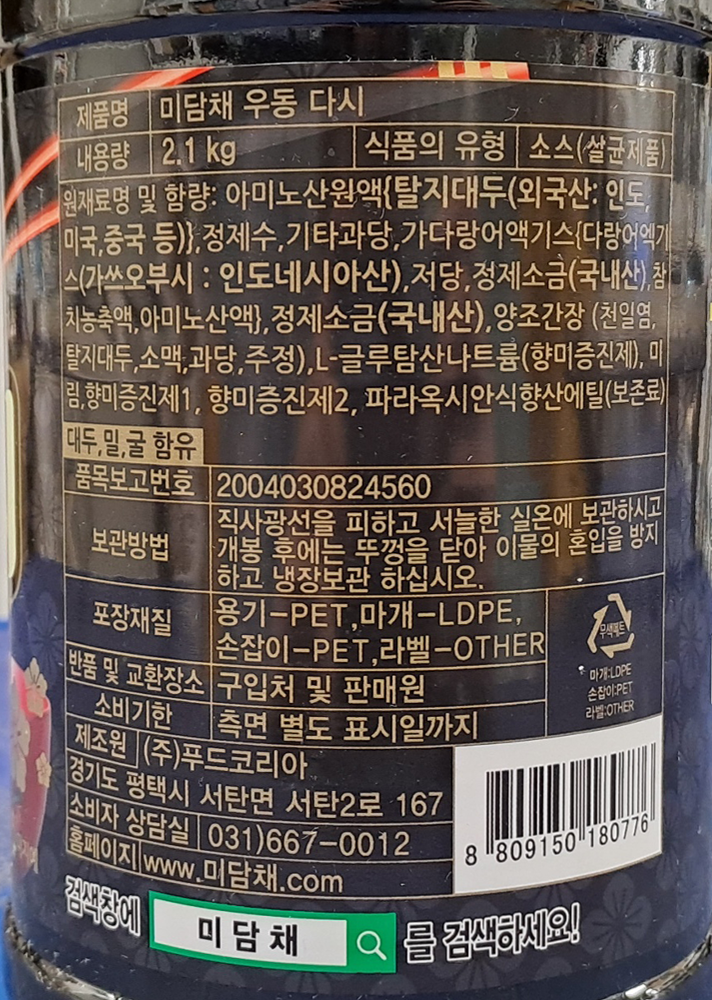 제품명 미담채 우동 다시
내용량 2.1 kg 식품의 유형 소스(살균제품)
원재료명 및 함량: 아미노산원액{탈지대두(외국산: 인도,
미국,중국 등)},정제수,기타과당,가다랑어액기스{다랑어엑기
스(가쓰오부시 : 인도네시아산),저당,정제소금(국내산),참
치농축액,아미노산액},정제소금(국내산),양조간장 (천일염,
탈지대두,소맥,과당,주정),L-글루탐산나트륨(향미증진제), 미
림,향미증진제1, 향미증진제2, 파라옥시안식향산에틸(보존료)
대두,밀,굴 함유
품목보고번호 2004030824560
보관방법 직사광선을 피하고 서늘한 실온에 보관하시고
개봉 후에는 뚜껑을 닫아 이물의 혼입을 방지
하고 냉장보관 하십시오.
포장재질 용기-PET,마개-LDPE,
손잡이-PET,라벨-OTHER
무색페트
마개:LDPE
손잡이:PET
라벨:OTHER
반품 및 교환장소 구입처 및 판매원
소비기한 측면 별도 표시일까지
제조원 (주)푸드코리아
경기도 평택시 서탄면 서탄2로 167
소비자 상담실 031)667-0012
홈페이지 www.미담채.com
8 809150 180776
검색창에 미담채 를 검색하세요!